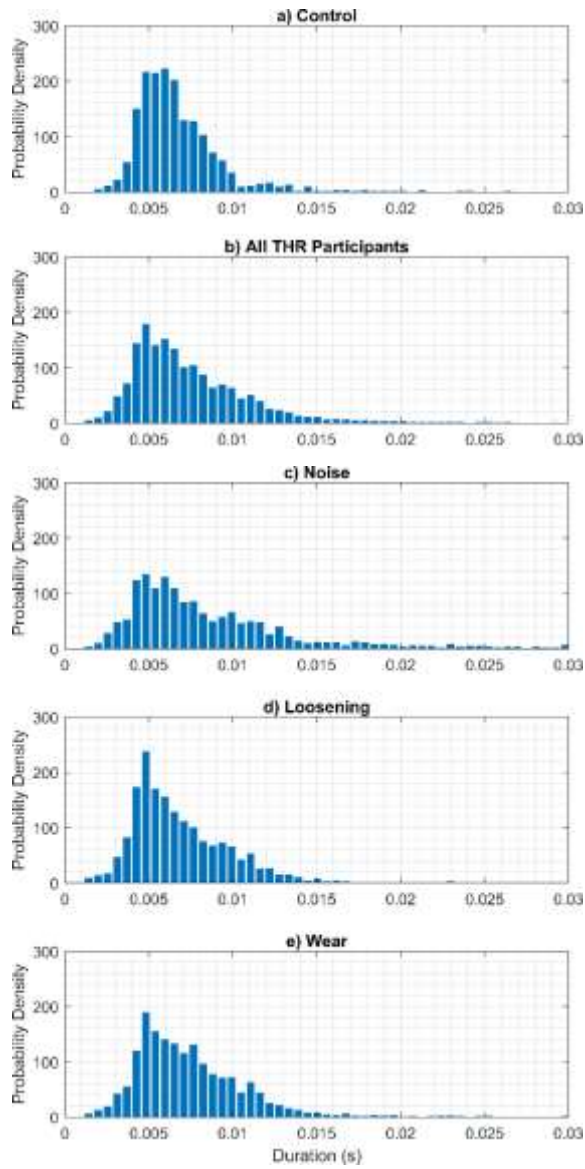 a) Control
Probability Density
300
200
100
0
0 0.005 0.01 0.015 0.02 0.025 0.03
b) All THR Participants
Probability Density
300
200
100
0
0 0.005 0.01 0.015 0.02 0.025 0.03
c) Noise
Probability Density
300
200
100
0
0 0.005 0.01 0.015 0.02 0.025 0.03
d) Loosening
Probability Density
300
200
100
0
0 0.005 0.01 0.015 0.02 0.025 0.03
e) Wear
Probability Density
300
200
100
0
0 0.005 0.01 0.015 0.02 0.025 0.03
Duration (s)